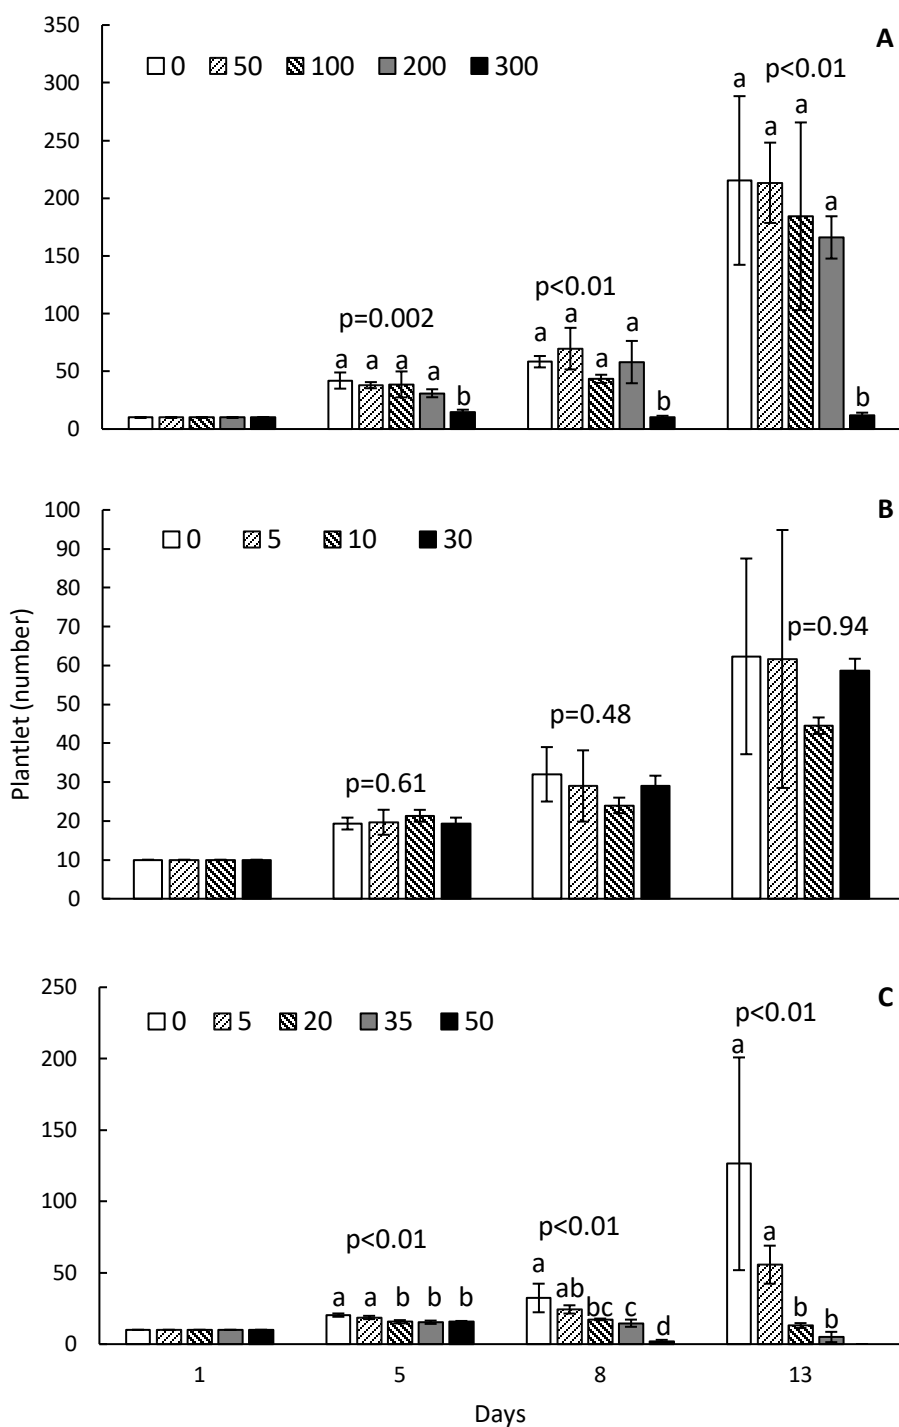 350
A
0 50 100 200 300
p<0.01
300
a
a
a
250
a
200
150
p<0.01
p=0.002
a
100
a
a
a
a
a
a
a
50
b
b
b
0
100
B
90
0 5 10 30
80
70
p=0.94
60
50
p=0.48
40
p=0.61
30
20
10
0
Plantlet (number)
250
C
0 5 20 35 50
p<0.01
200
a
150
100
p<0.01
p<0.01
a
50
a
a a b b b
ab
bc
c
d
b
b
0
1 5 8 13
Days